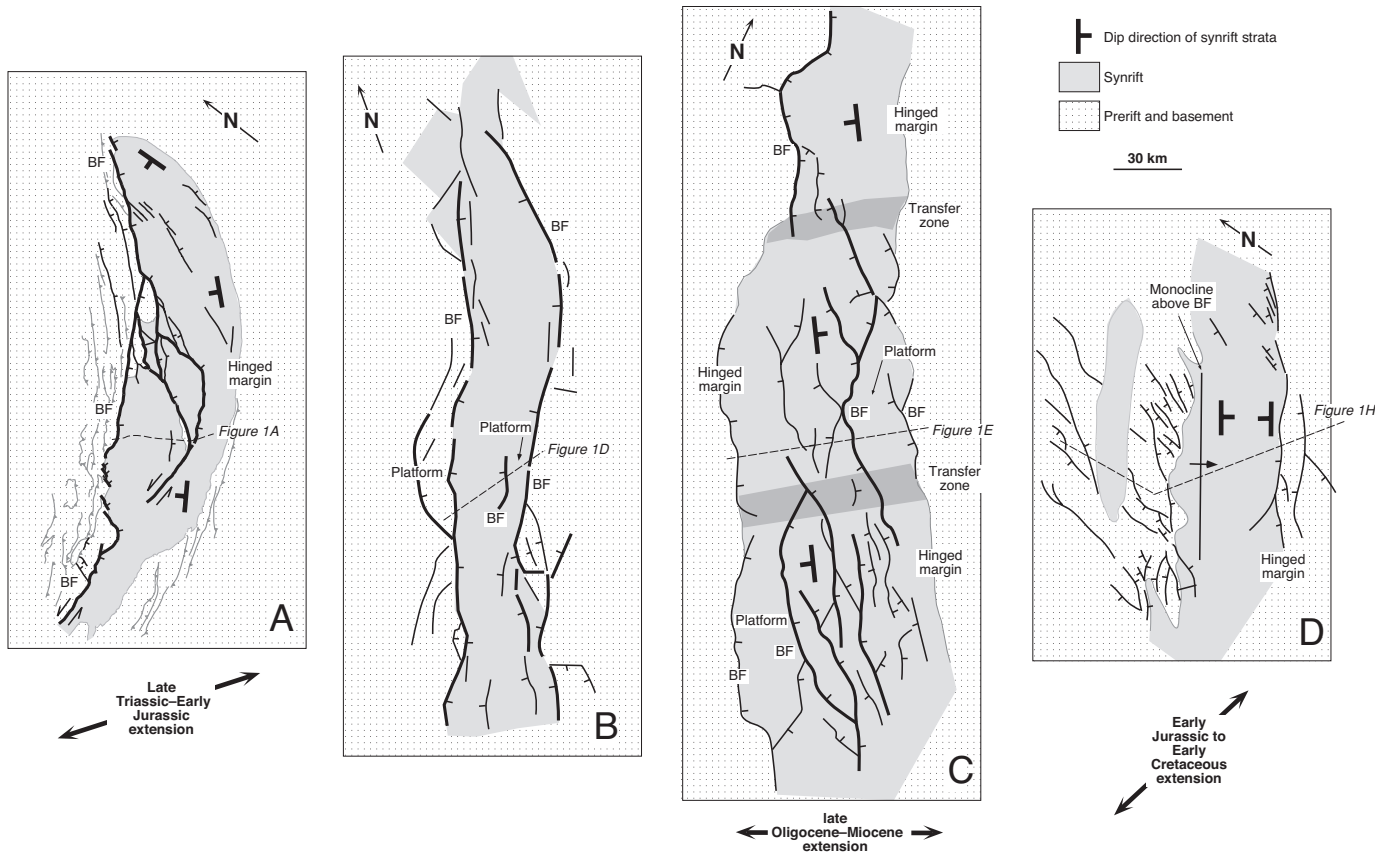 N
BF
BF
Hinged
margin
Figure 1A
BF
A
Late
Triassic–Early
Jurassic
extension
N
BF
BF
Platform
Figure 1D
Platform
BF
BF
B
N
Hinged
margin
BF
Transfer
zone
Platform
Hinged
margin
BF
BF
Figure 1E
Transfer
zone
Hinged
margin
Platform
BF
BF
C
late
Oligocene–Miocene
extension
Dip direction of synrift strata
Synrift
Prerift and basement
30 km
N
Monocline
above BF
Figure 1H
Hinged
margin
D
Early
Jurassic to
Early
Cretaceous
extension